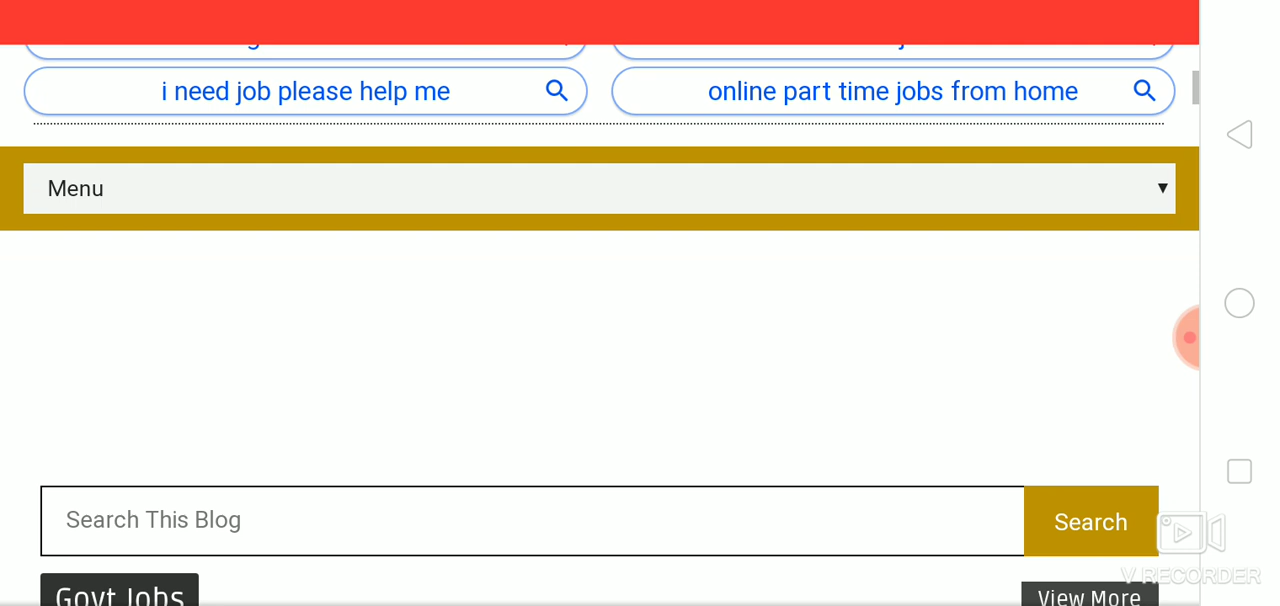 i need job please help me
online part time jobs from home
Menu
Search This Blog
Search
Govt Jobs
View More
V RECORDER